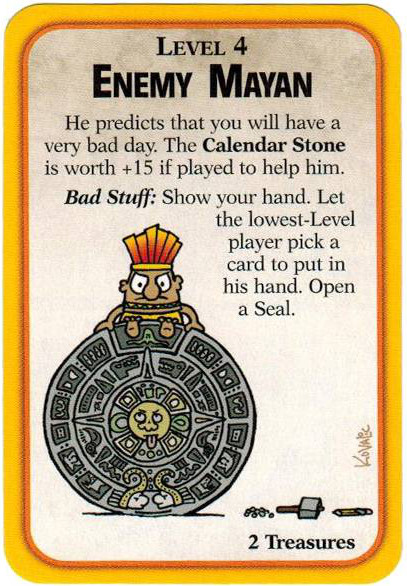 LEVEL 4
ENEMY MAYAN
He predicts that you will have a
very bad day. The Calendar Stone
is worth +15 if played to help him.
Bad Stuff: Show your hand. Let
the lowest-Level
player pick a
card to put in
his hand. Open
a Seal.
KOVALIC
2 Treasures